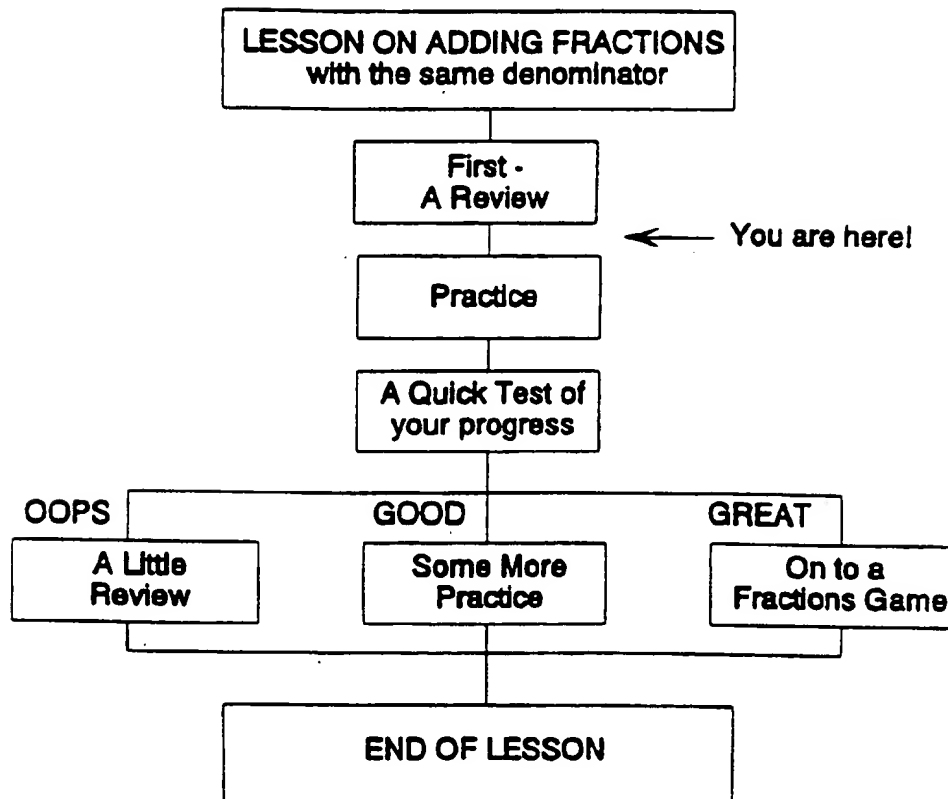 LESSON ON ADDING FRACTIONS
with the same denominator
First -
A Review
You are here!
Practice
A Quick Test of
your progress
OOPS
GOOD
GREAT
A Little
Review
Some More
Practice
On to a
Fractions Game
END OF LESSON